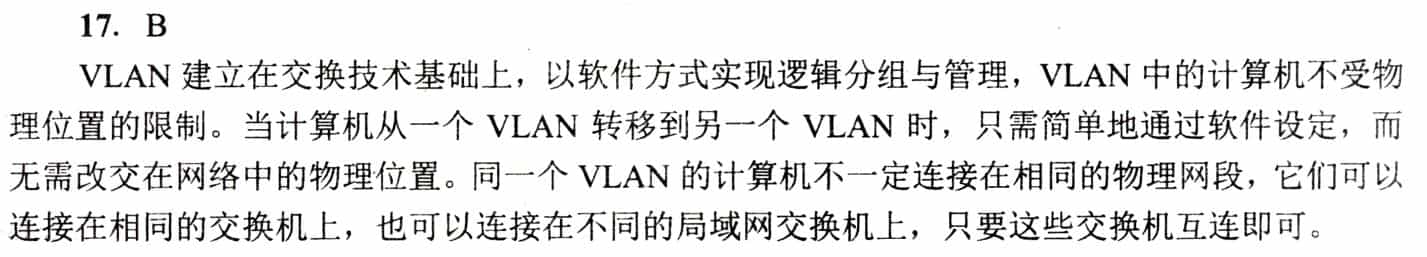 17. B
VLAN 建立在交换技术基础上，以软件方式实现逻辑分组与管理，VLAN 中的计算机不受物
理位置的限制。当计算机从一个 VLAN 转移到另一个 VLAN 时，只需简单地通过软件设定，而
无需改交在网络中的物理位置。同一个 VLAN 的计算机不一定连接在相同的物理网段，它们可以
连接在相同的交换机上，也可以连接在不同的局域网交换机上，只要这些交换机互连即可。